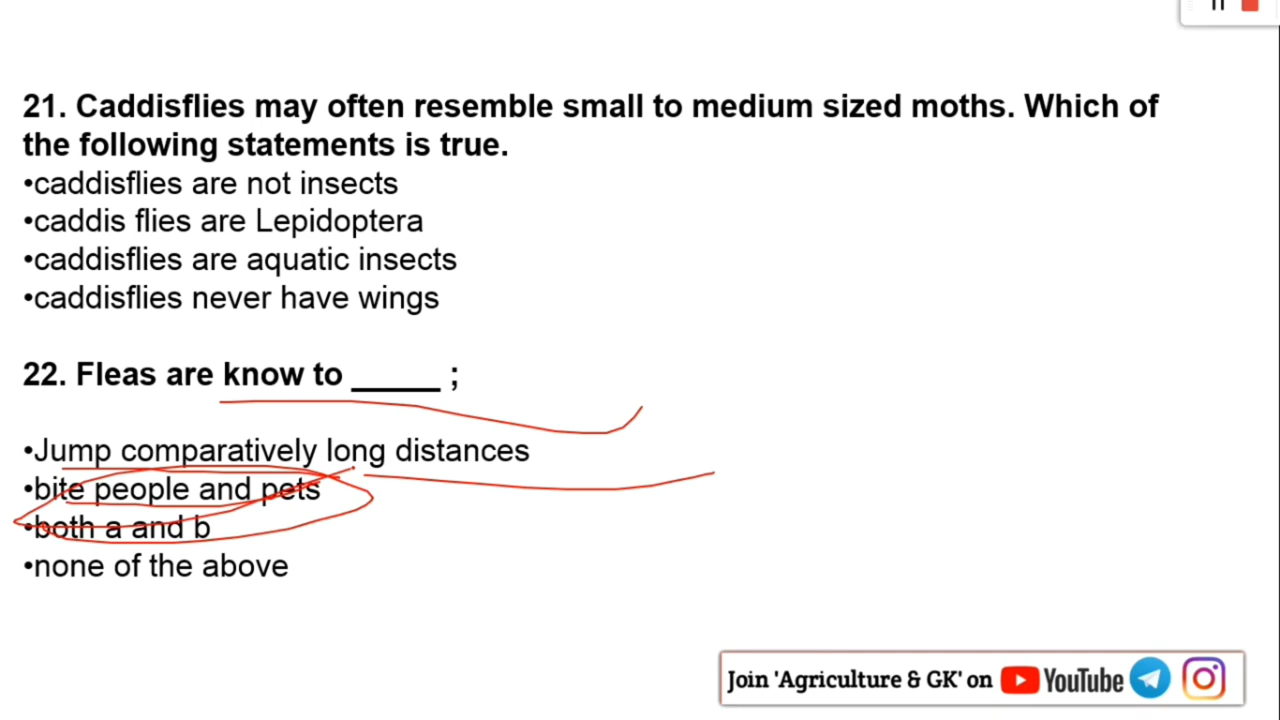 21. Caddisflies may often resemble small to medium sized moths. Which of
the following statements is true.
•caddisflies are not insects
•caddis flies are Lepidoptera
•caddisflies are aquatic insects
•caddisflies never have wings
22. Fleas are know to _____ ;
•Jump comparatively long distances
•bite people and pets
•both a and b
•none of the above
Join 'Agriculture & GK' on YouTube